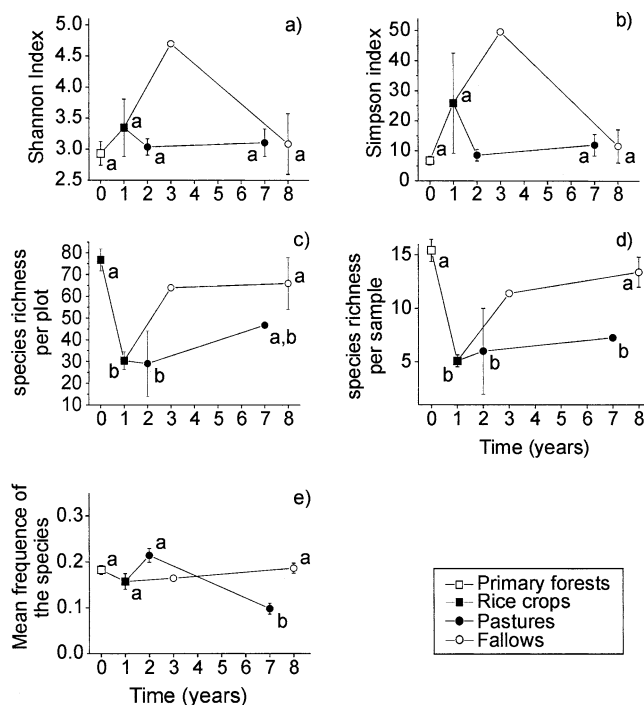 a)
Shannon Index
5.0
4.5
4.0
3.5
3.0
2.5
a
a
a
a
a
0 1 2 3 4 5 6 7 8
b)
Simpson index
50
40
30
20
10
0
a
a
a
a
a
0 1 2 3 4 5 6 7 8
c)
species richness
per plot
80
70
60
50
40
30
20
10
a
b
b
a,b
a
0 1 2 3 4 5 6 7 8
d)
species richness
per sample
15
10
5
a
b
b
b
a
0 1 2 3 4 5 6 7 8
Time (years)
e)
Mean frequence of
the species
0.3
0.2
0.1
0.0
a
a
a
b
a
0 1 2 3 4 5 6 7 8
Time (years)
Primary forests
Rice crops
Pastures
Fallows